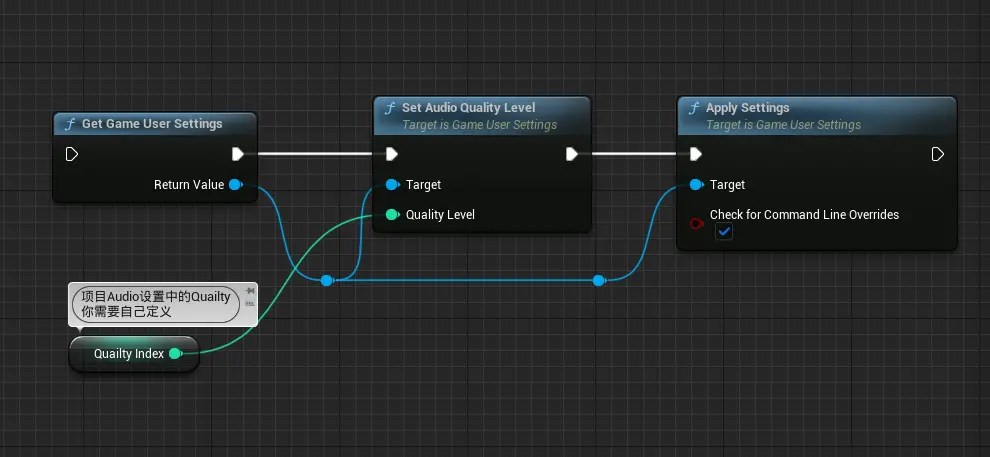 Get Game User Settings
Return Value
Set Audio Quality Level
Target is Game User Settings
Target
Quality Level
Apply Settings
Target is Game User Settings
Target
Check for Command Line Overrides
项目Audio设置中的Quailty
你需要自己定义
Quailty Index